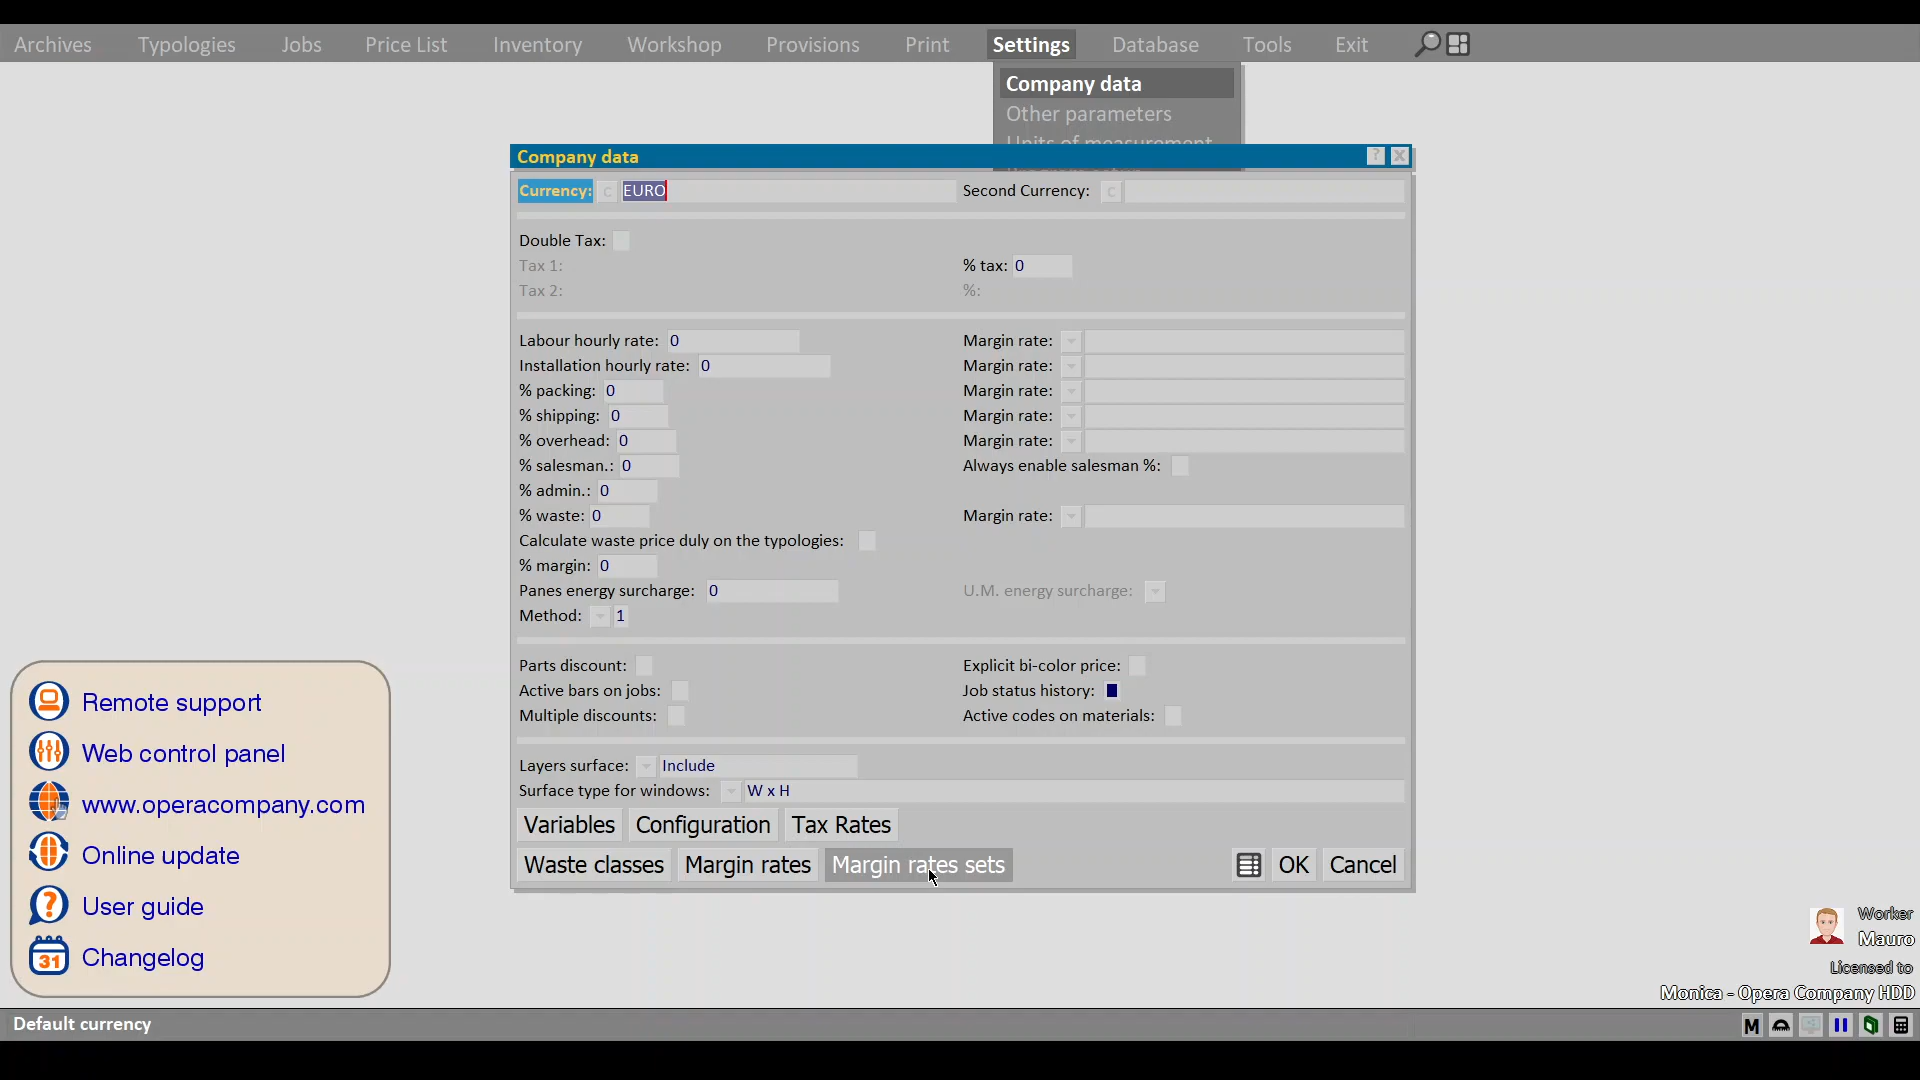 Archives Typologies Jobs Price List Inventory Workshop Provisions Print Settings Database Tools Exit
Company data
Other parameters
Units of measurement
Company data ? X
Currency: C EURO Second Currency: C
Double Tax:
Tax 1: % tax: 0
Tax 2: %:
Labour hourly rate: 0 Margin rate:
Installation hourly rate: 0 Margin rate:
% packing: 0 Margin rate:
% shipping: 0 Margin rate:
% overhead: 0 Margin rate:
% salesman.: 0 Always enable salesman %:
% admin.: 0
% waste: 0 Margin rate:
Calculate waste price duly on the typologies:
% margin: 0
Panes energy surcharge: 0 U.M. energy surcharge:
Method: 1
Parts discount: Explicit bi-color price:
Active bars on jobs: Job status history:
Multiple discounts: Active codes on materials:
Layers surface: Include
Surface type for windows: W x H
Variables Configuration Tax Rates
Waste classes Margin rates Margin rates sets OK Cancel
Remote support
Web control panel
www.operacompany.com
Online update
? User guide
31 Changelog
Worker
Mauro
Licensed to
Monica - Opera Company HDD
Default currency M